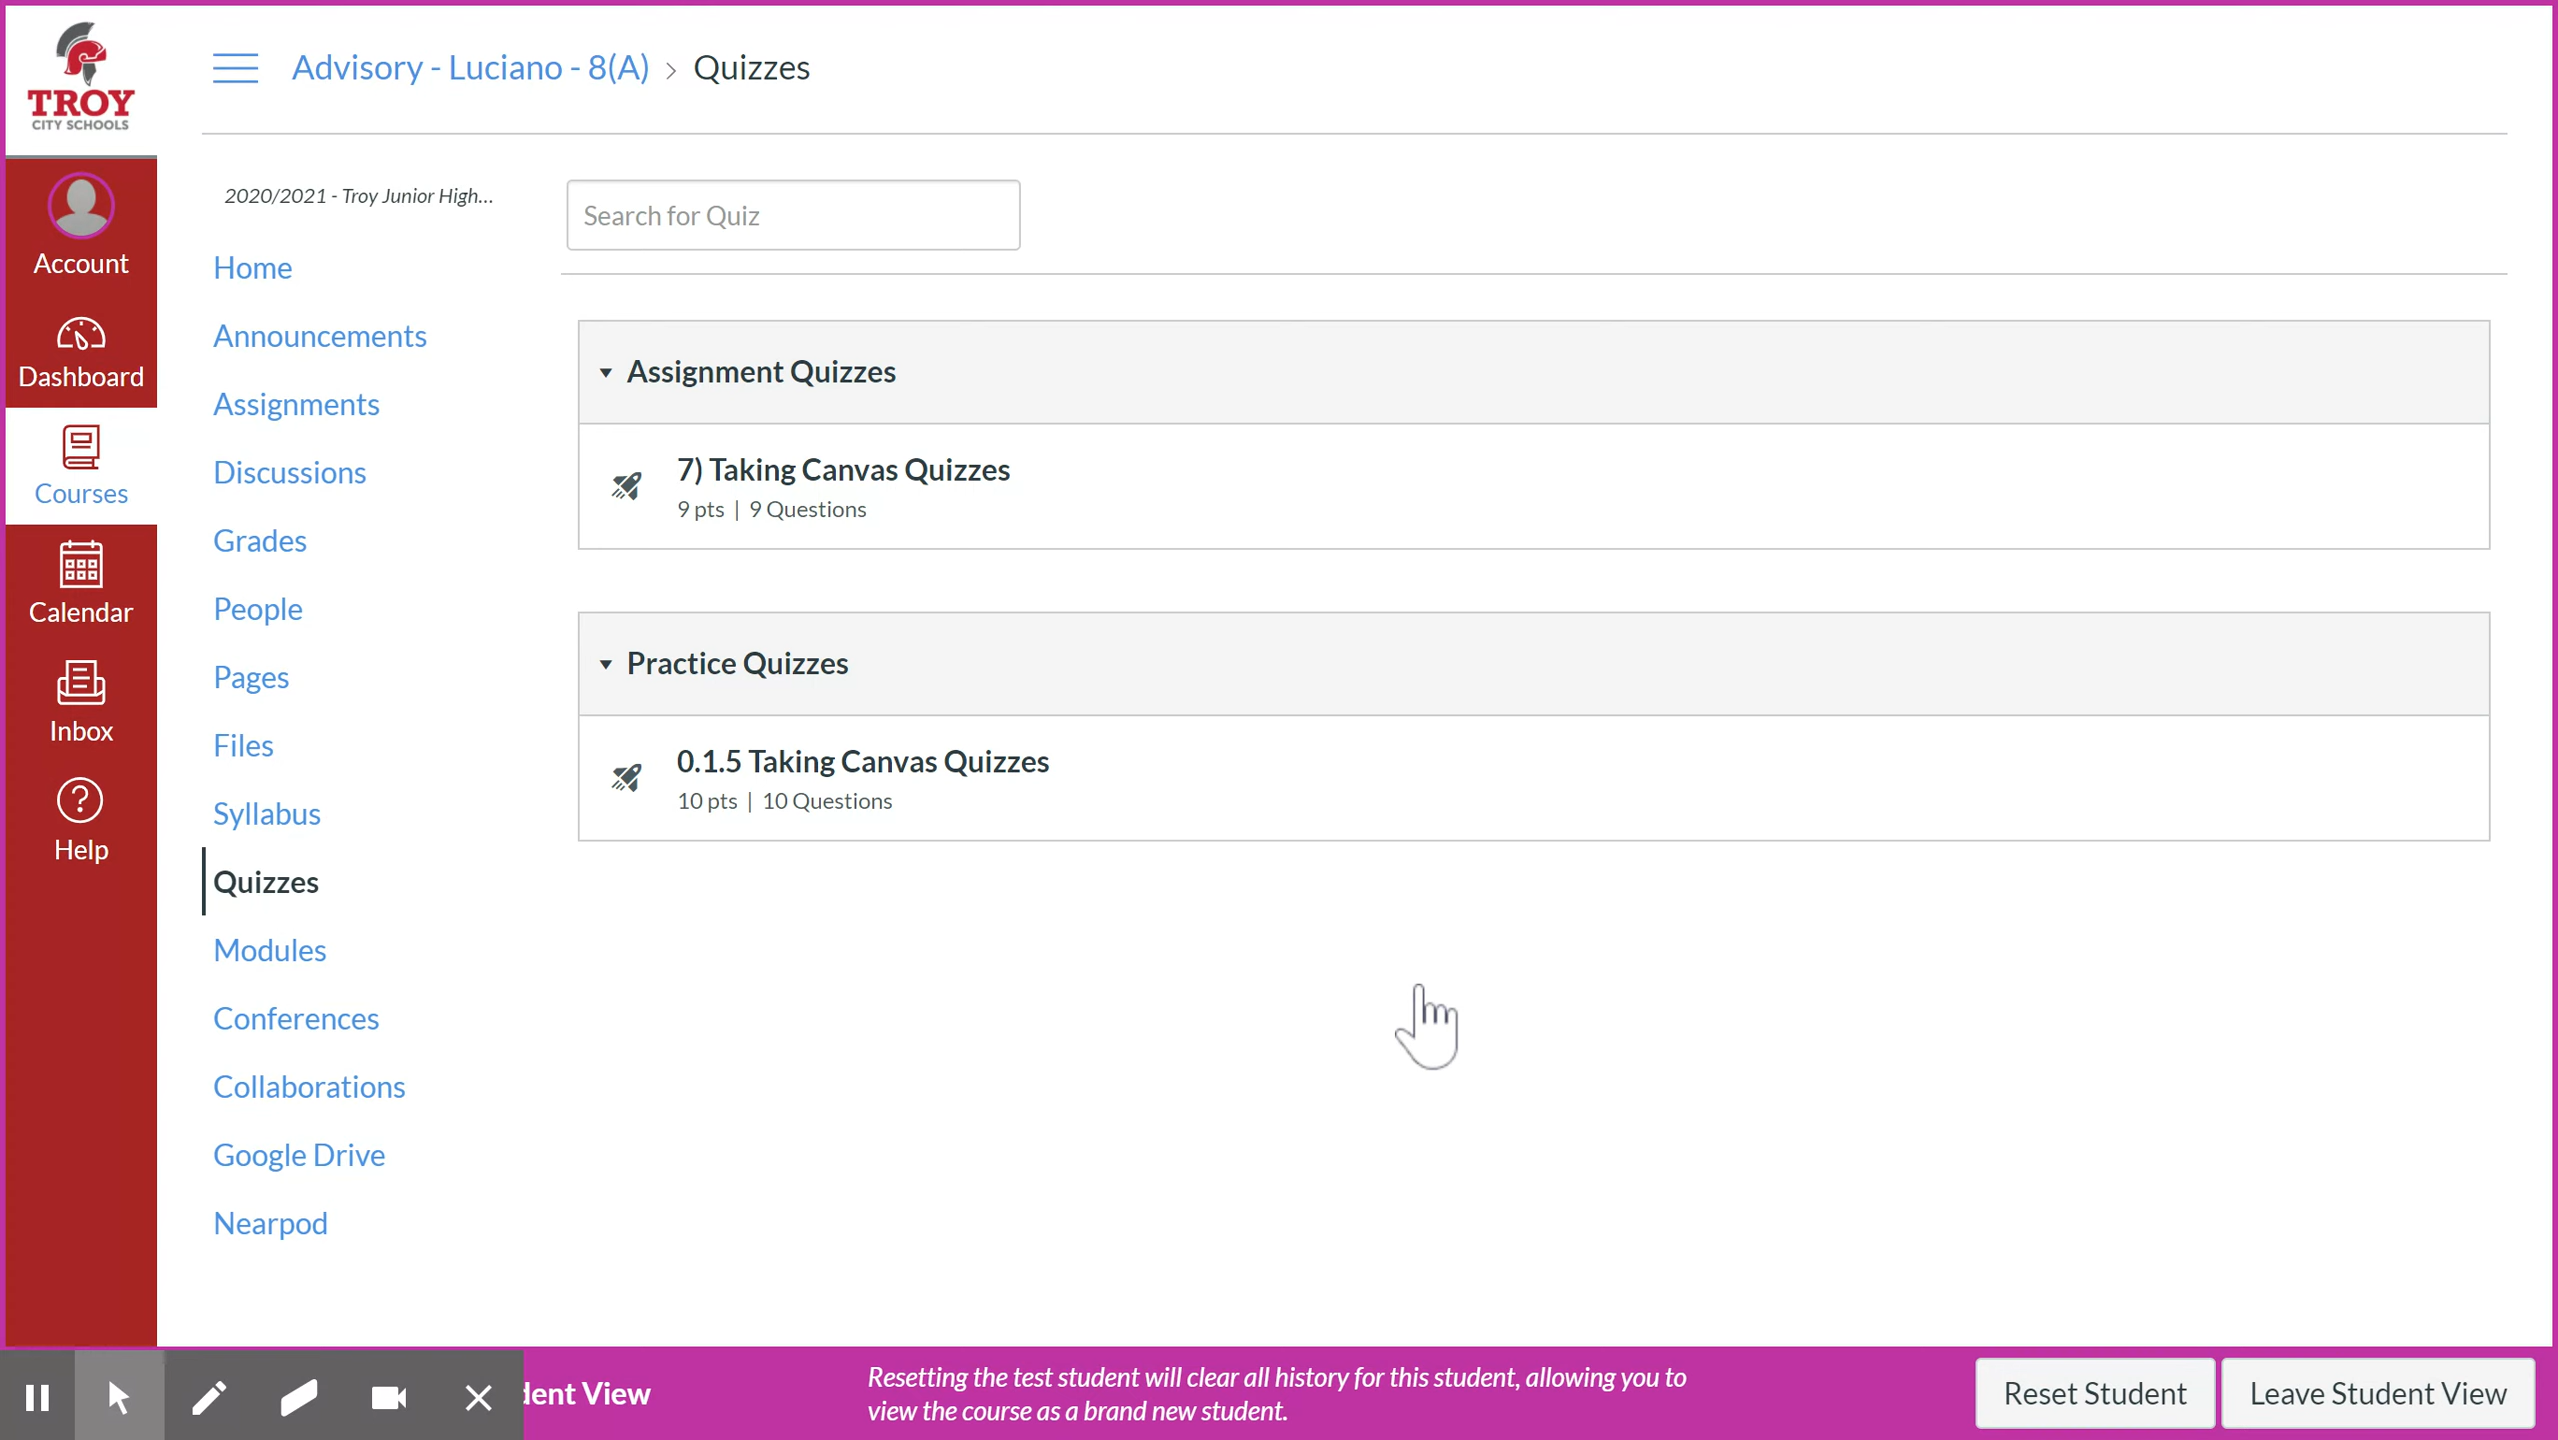 TROY
CITY SCHOOLS
Advisory - Luciano - 8(A) > Quizzes
Account
Dashboard
Courses
Calendar
Inbox
Help
2020/2021 - Troy Junior High...
Home
Announcements
Assignments
Discussions
Grades
People
Pages
Files
Syllabus
Quizzes
Modules
Conferences
Collaborations
Google Drive
Nearpod
Search for Quiz
Assignment Quizzes
7) Taking Canvas Quizzes
9 pts | 9 Questions
Practice Quizzes
0.1.5 Taking Canvas Quizzes
10 pts | 10 Questions
dent View
Resetting the test student will clear all history for this student, allowing you to
view the course as a brand new student.
Reset Student
Leave Student View